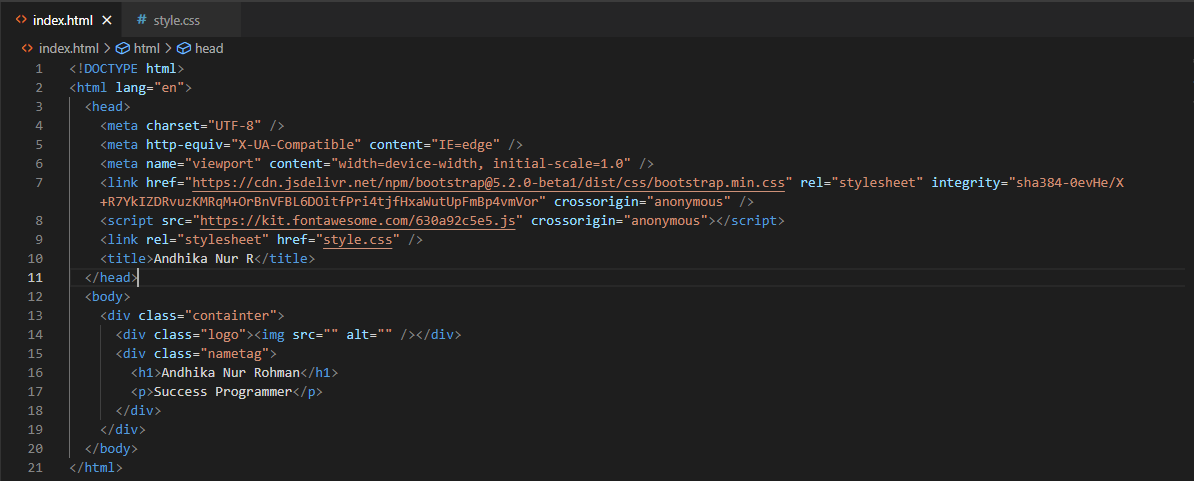 index.html × # style.css
index.html > html > head
1 <!DOCTYPE html>
2 <html lang="en">
3 <head>
4 <meta charset="UTF-8" />
5 <meta http-equiv="X-UA-Compatible" content="IE=edge" />
6 <meta name="viewport" content="width=device-width, initial-scale=1.0" />
7 <link href="https://cdn.jsdelivr.net/npm/bootstrap@5.2.0-beta1/dist/css/bootstrap.min.css" rel="stylesheet" integrity="sha384-0evHe/X
+R7YkIZDRvuzKMRqM+OrBnVFBL6DOitfPri4tjfHxaWutUpFmBp4vmVor" crossorigin="anonymous" />
8 <script src="https://kit.fontawesome.com/630a92c5e5.js" crossorigin="anonymous"></script>
9 <link rel="stylesheet" href="style.css" />
10 <title>Andhika Nur R</title>
11 </head>
12 <body>
13 <div class="containter">
14 <div class="logo"><img src="" alt="" /></div>
15 <div class="nametag">
16 <h1>Andhika Nur Rohman</h1>
17 <p>Success Programmer</p>
18 </div>
19 </div>
20 </body>
21 </html>